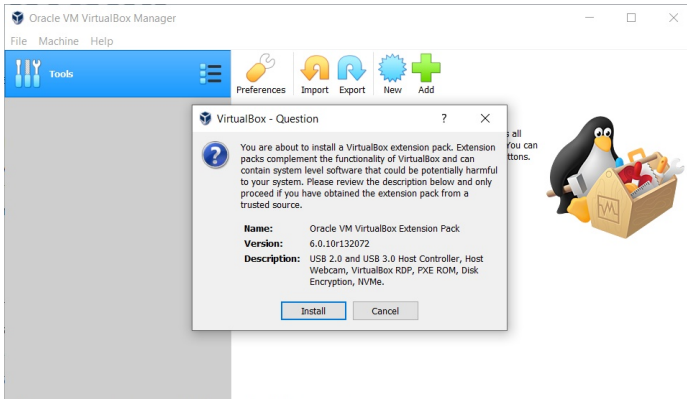 Oracle VM VirtualBox Manager
File Machine Help
Tools
Preferences Import Export New Add
s all
You can
ttons.
VirtualBox - Question ? X
You are about to install a VirtualBox extension pack. Extension
packs complement the functionality of VirtualBox and can
contain system level software that could be potentially harmful
to your system. Please review the description below and only
proceed if you have obtained the extension pack from a
trusted source.
Name: Oracle VM VirtualBox Extension Pack
Version: 6.0.10r132072
Description: USB 2.0 and USB 3.0 Host Controller, Host
Webcam, VirtualBox RDP, PXE ROM, Disk
Encryption, NVMe.
Install Cancel